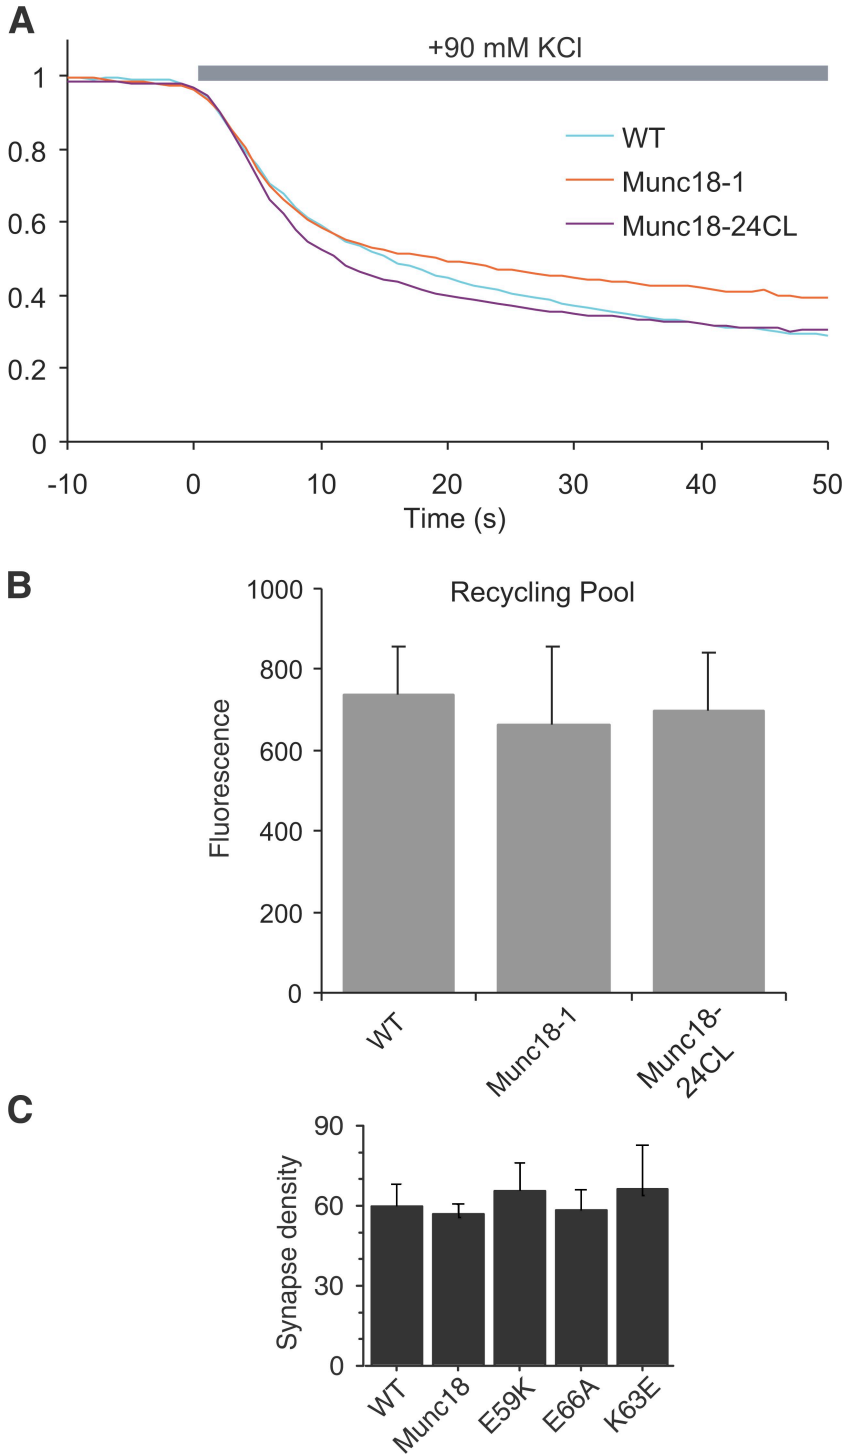 A
+90 mM KCl
1
0.8
0.6
0.4
0.2
0
WT
Munc18-1
Munc18-24CL
-10 0 10 20 30 40 50
Time (s)
B
Recycling Pool
1000
800
600
400
200
0
Fluorescence
WT
Munc18-1
Munc18-
24CL
C
90
60
30
0
Synapse density
WT
Munc18
E59K
E66A
K63E